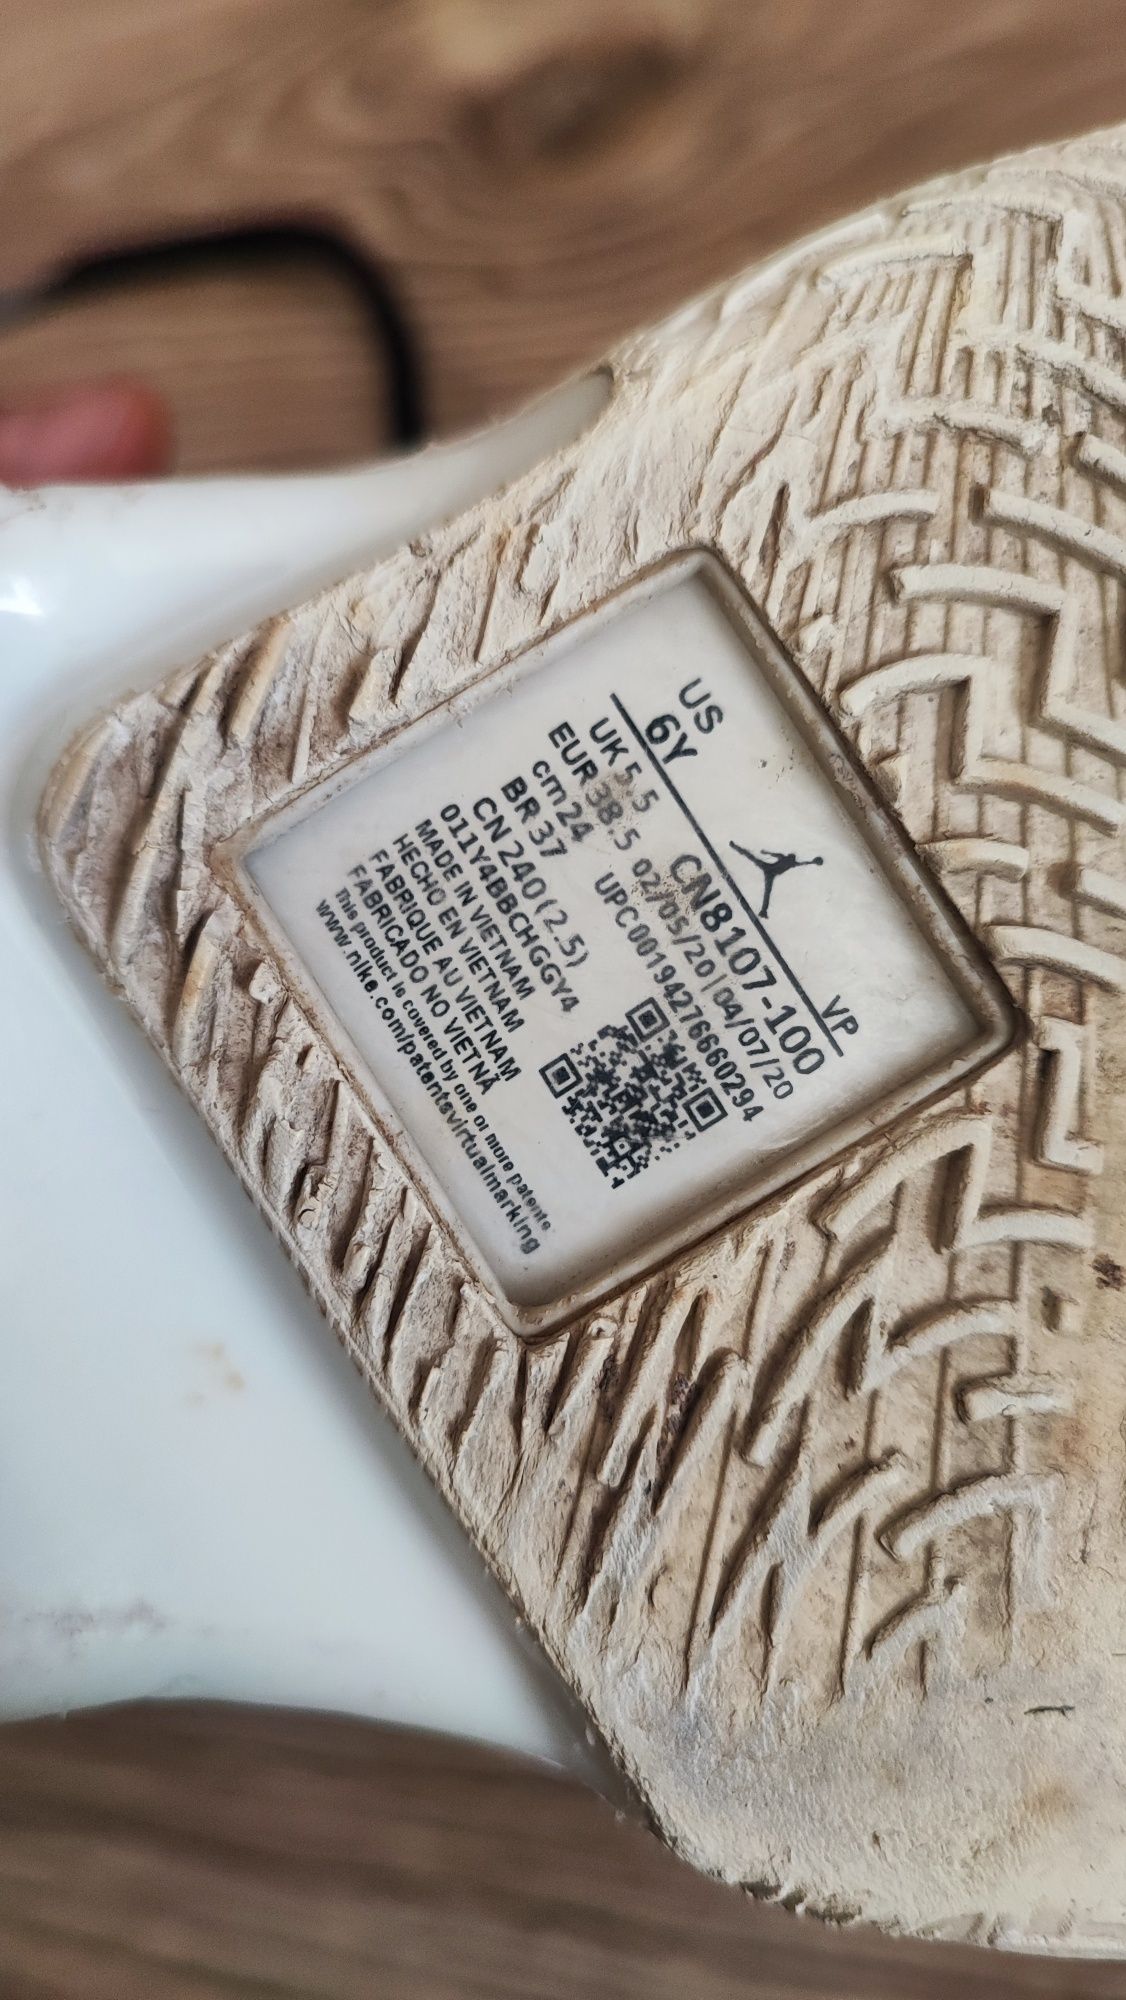 US
6Y
VP
UK 5.5
CN8107-100
EUR 38.5
02/05/20 | 04/07/20
cm 24
UPC00194276660294
BR 37
CN 240 (2.5)
011Y4BBCHGGY4
MADE IN VIETNAM
HECHO EN VIETNAM
FABRIQUE AU VIETNAM
FABRICADO NO VIETNÃ
This product is covered by one or more patents
www.nike.com/patentsvirtualmarking